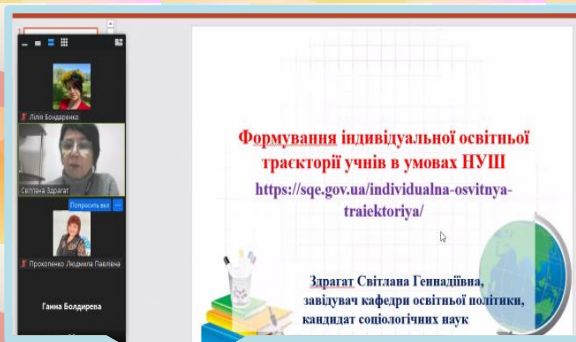 Лілія Бондаренко
Світлана Здрагат
Попросить вкл
Прокопенко Людмила Павлівна
Ганна Болдирєва
Формування індивідуальної освітньої
траєкторії учнів в умовах НУШ
https://sqe.gov.ua/individualna-osvitnya-
traiektoriya/
Здрагат Світлана Геннадіївна,
завідувач кафедри освітньої політики,
кандидат соціологічних наук